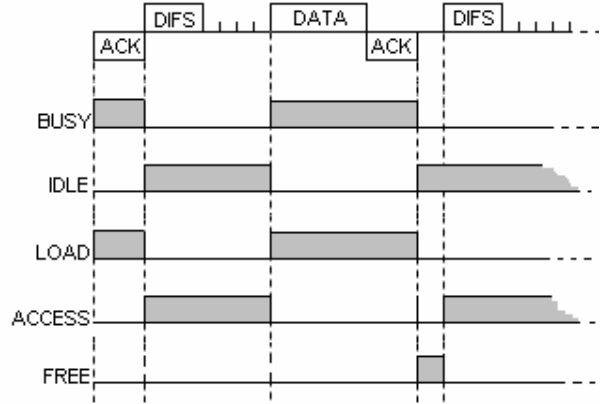 DIFS DATA DIFS
ACK ACK
BUSY
IDLE
LOAD
ACCESS
FREE